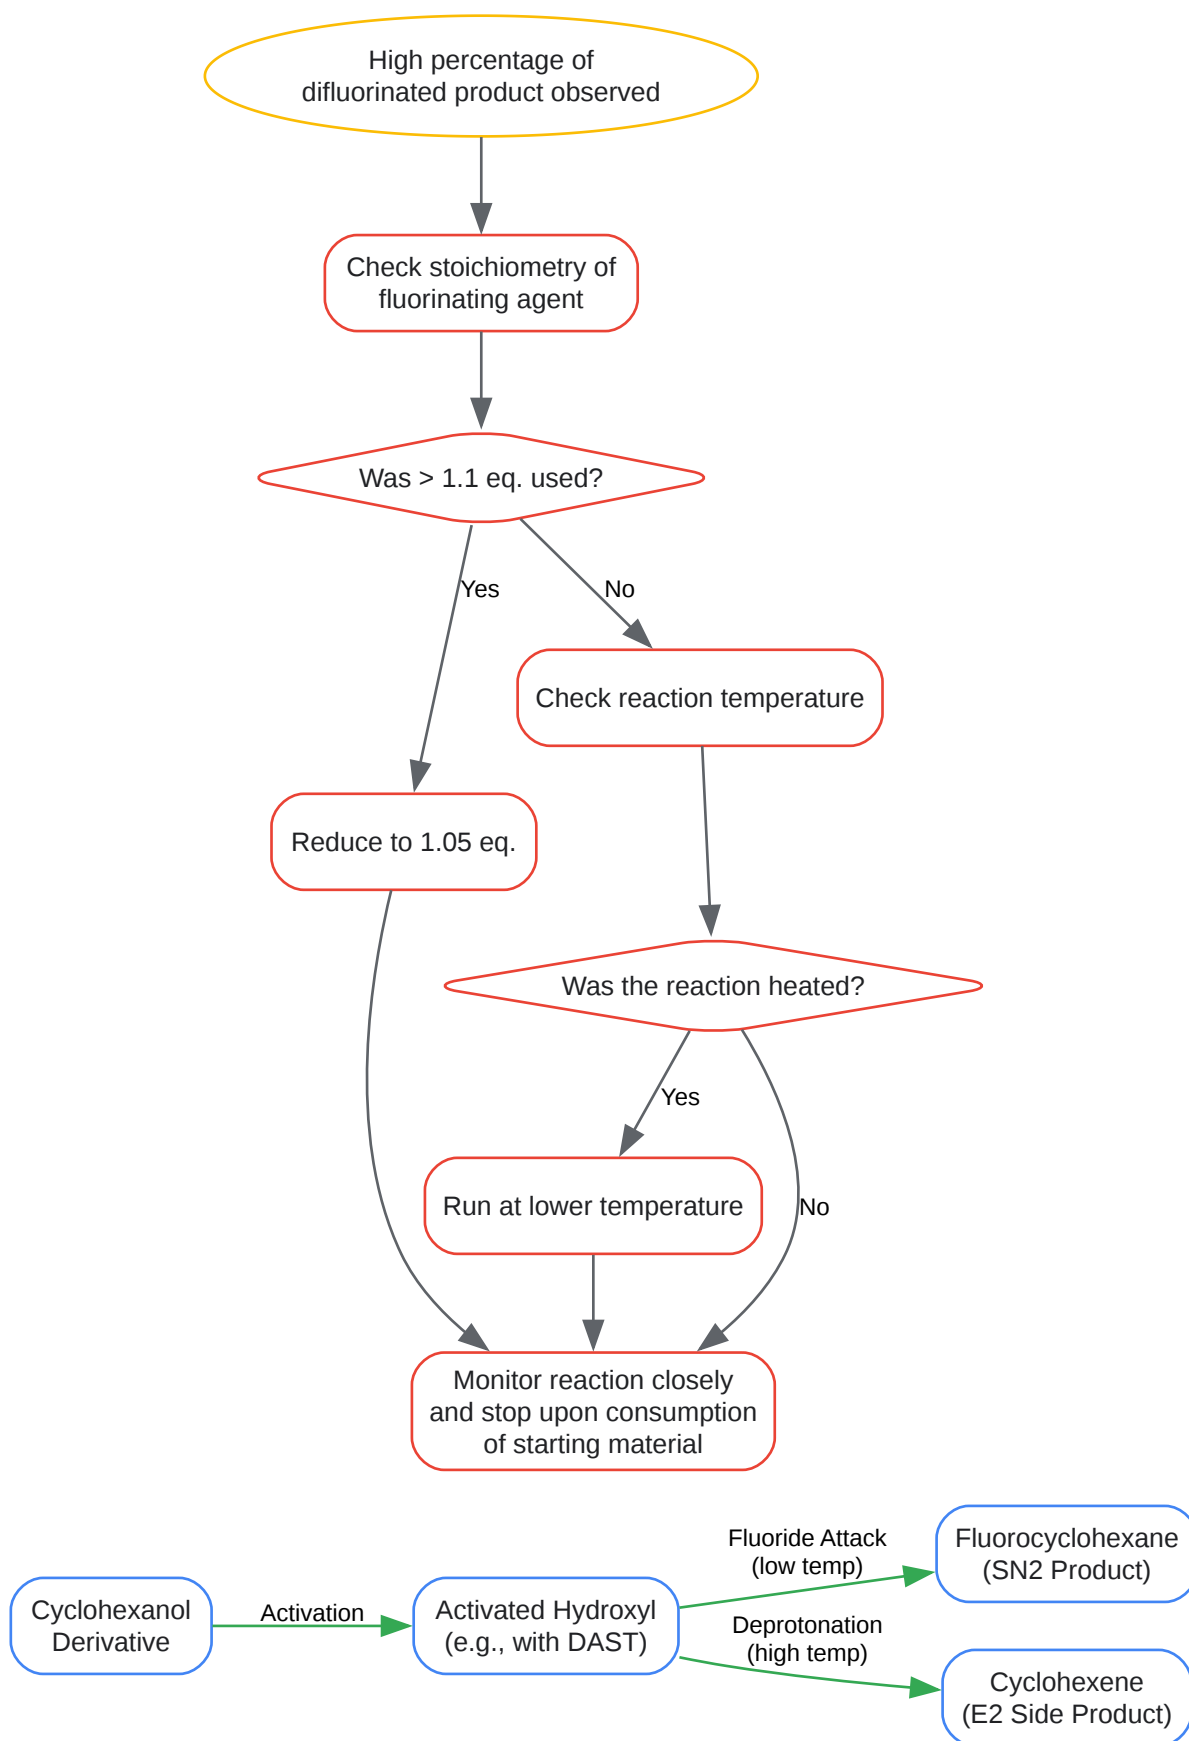 High percentage of
difluorinated product observed
Check stoichiometry of
fluorinating agent
Was > 1.1 eq. used?
Yes
No
Check reaction temperature
Reduce to 1.05 eq.
Was the reaction heated?
Yes
Run at lower temperature
No
Monitor reaction closely
and stop upon consumption
of starting material
Cyclohexanol
Derivative
Activation
Activated Hydroxyl
(e.g., with DAST)
Fluoride Attack
(low temp)
Fluorocyclohexane
(SN2 Product)
Deprotonation
(high temp)
Cyclohexene
(E2 Side Product)